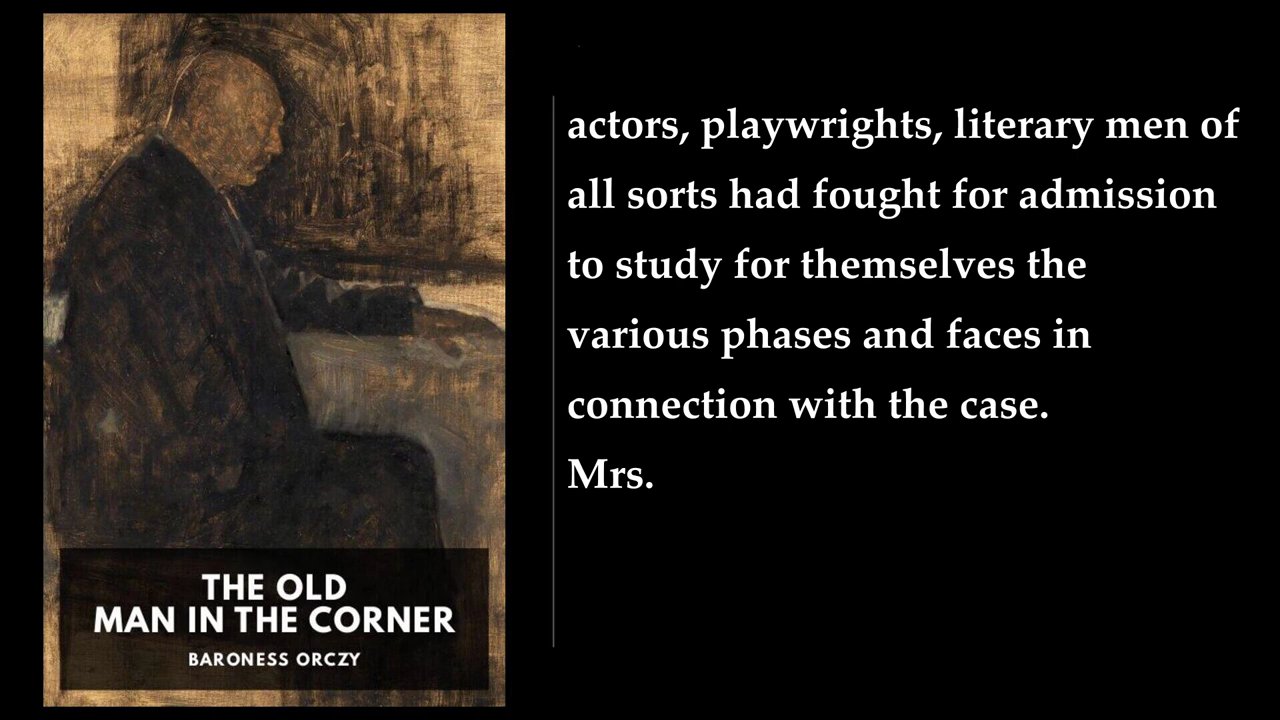 THE OLD
MAN IN THE CORNER
BARONESS ORCZY
actors, playwrights, literary men of
all sorts had fought for admission
to study for themselves the
various phases and faces in
connection with the case.
Mrs.